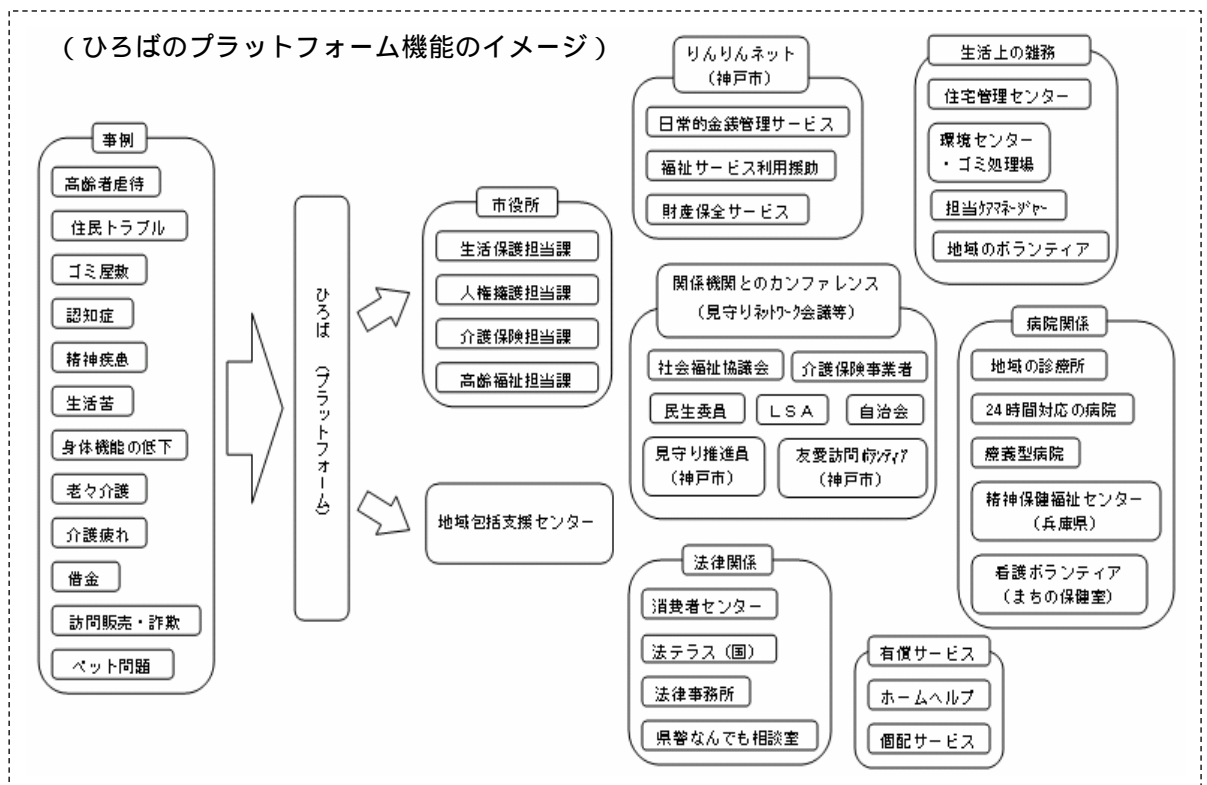 （ひろばのプラットフォーム機能のイメージ）
事例
高齢者虐待
住民トラブル
ゴミ屋敷
認知症
精神疾患
生活苦
身体機能の低下
老々介護
介護疲れ
借金
訪問販売・詐欺
ペット問題
ひろば（プラットフォーム）
市役所
生活保護担当課
人権擁護担当課
介護保険担当課
高齢福祉担当課
地域包括支援センター
りんりんネット
（神戸市）
日常的金銭管理サービス
福祉サービス利用援助
財産保全サービス
関係機関とのカンファレンス
（見守りネットワーク会議等）
社会福祉協議会
介護保険事業者
民生委員
ＬＳＡ
自治会
見守り推進員
（神戸市）
友愛訪問ボランティア
（神戸市）
法律関係
消費者センター
法テラス（国）
法律事務所
県警なんでも相談室
生活上の雑務
住宅管理センター
環境センター
・ゴミ処理場
担当ケアマネージャー
地域のボランティア
病院関係
地域の診療所
24時間対応の病院
療養型病院
精神保健福祉センター
（兵庫県）
看護ボランティア
（まちの保健室）
有償サービス
ホームヘルプ
個配サービス